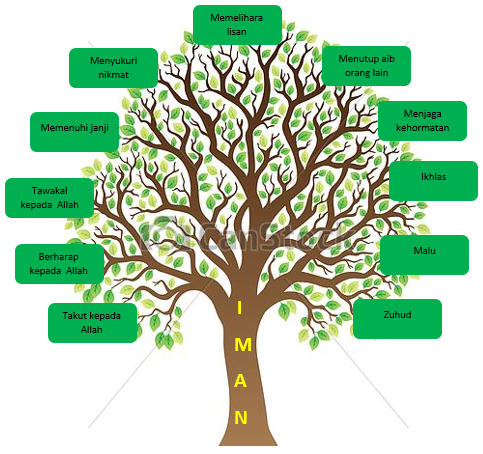 Memelihara
lisan
Menyukuri
nikmat
Menutup aib
orang lain
Memenuhi janji
Menjaga
kehormatan
Tawakal
kepada Allah
Ikhlas
Berharap
kepada Allah
Malu
Takut kepada
Allah
Zuhud
I
M
A
N
CanStock